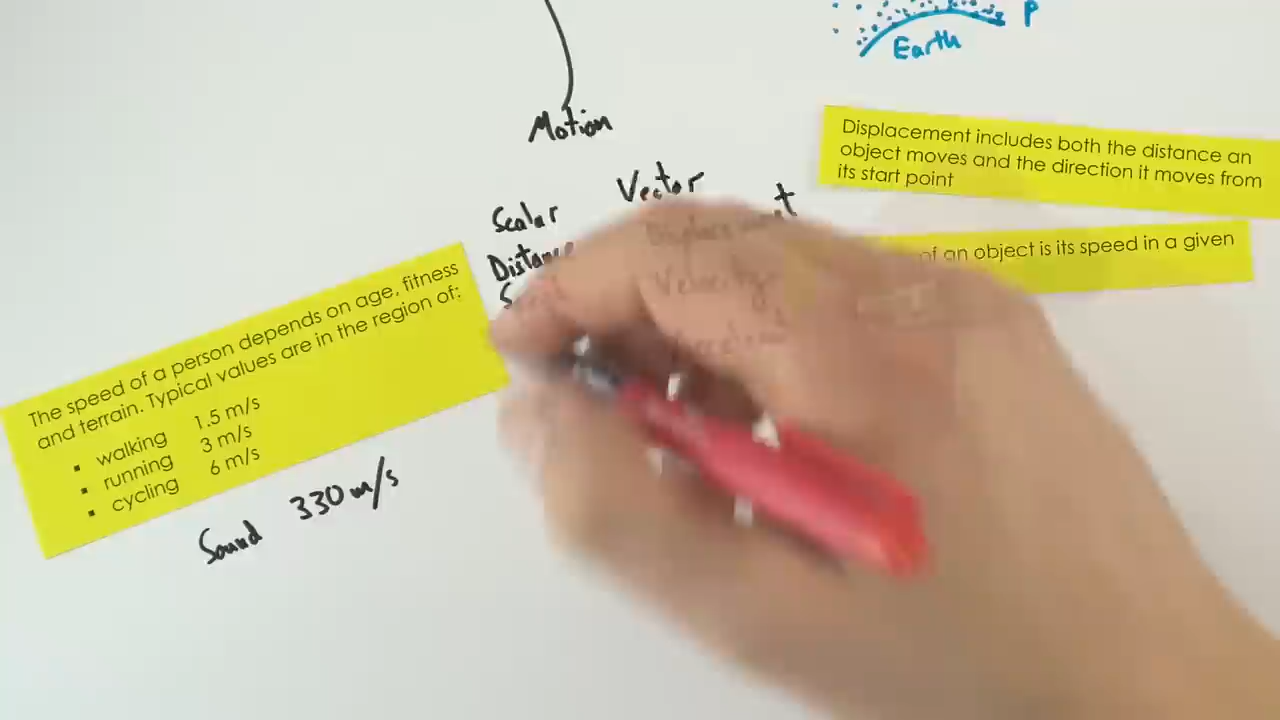 P
Earth
Motion
Displacement includes both the distance an
object moves and the direction it moves from
its start point
Vector
Scalar
Displacement
Distance
of an object is its speed in a given
Velocity
The speed of a person depends on age, fitness
and terrain. Typical values are in the region of:
▪ walking 1.5 m/s
▪ running 3 m/s
▪ cycling 6 m/s
Sound 330 m/s